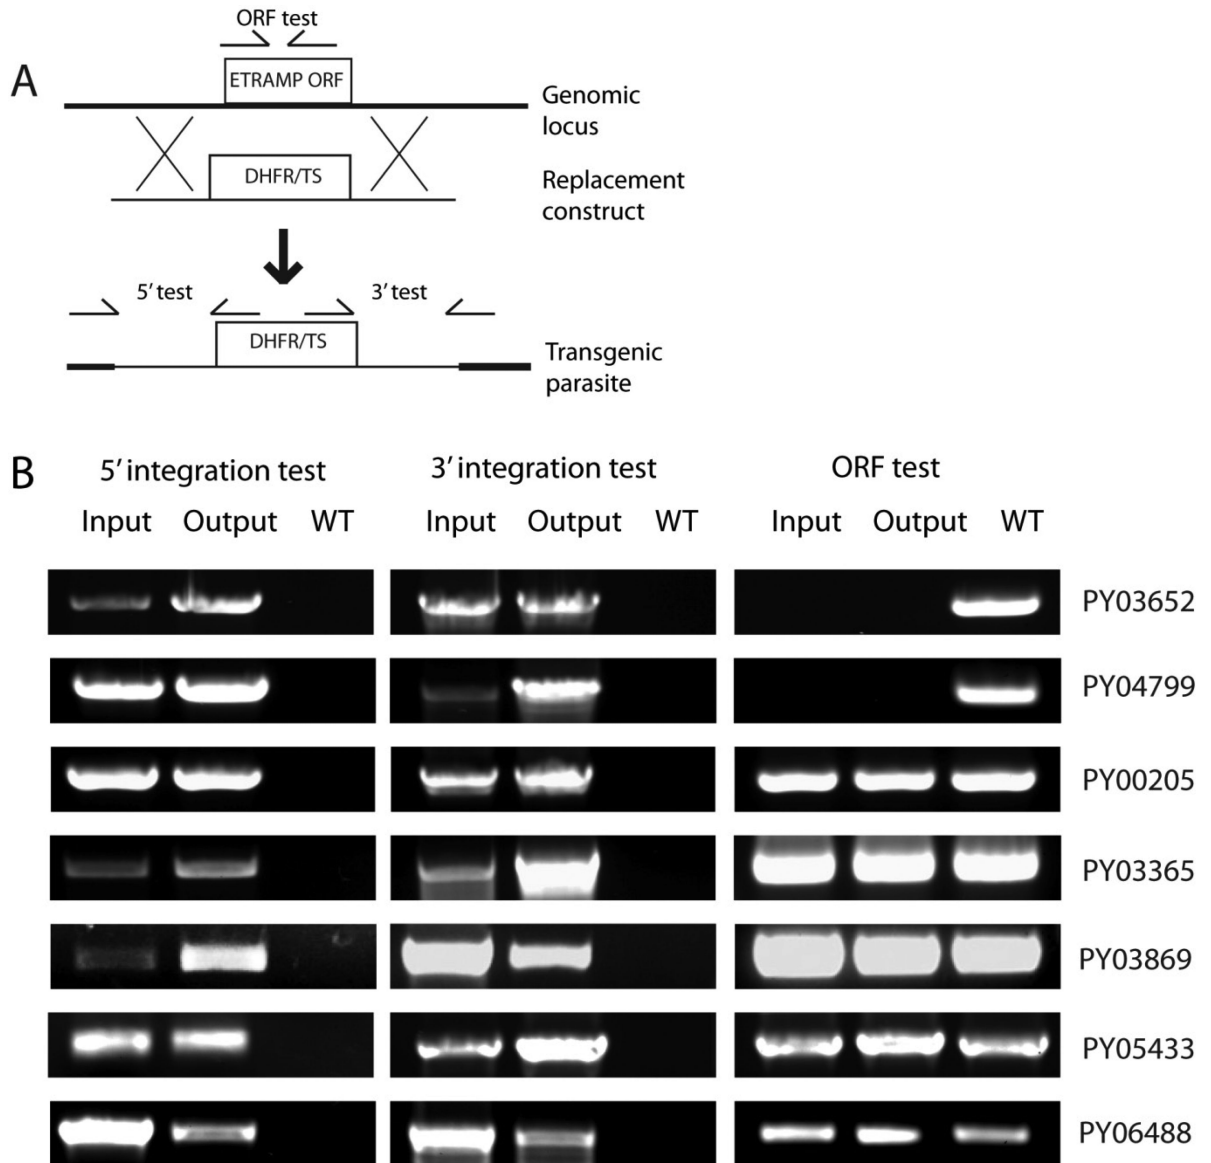 A
ORF test
ETRAMP ORF
Genomic
locus
DHFR/TS
Replacement
construct
5' test
3' test
DHFR/TS
Transgenic
parasite
B
5' integration test
3' integration test
ORF test
Input Output WT
Input Output WT
Input Output WT
PY03652
PY04799
PY00205
PY03365
PY03869
PY05433
PY06488